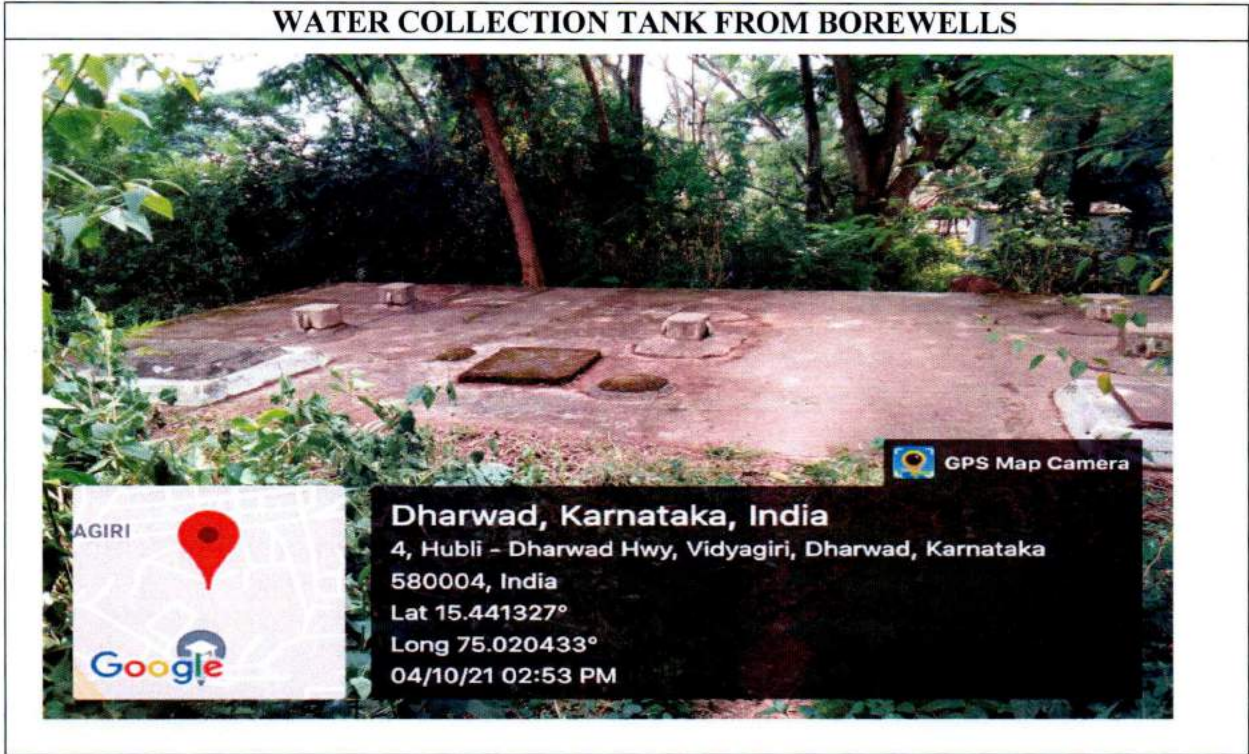 WATER COLLECTION TANK FROM BOREWELLS
GPS Map Camera
AGIRI
Google
Dharwad, Karnataka, India
4, Hubli - Dharwad Hwy, Vidyagiri, Dharwad, Karnataka
580004, India
Lat 15.441327°
Long 75.020433°
04/10/21 02:53 PM